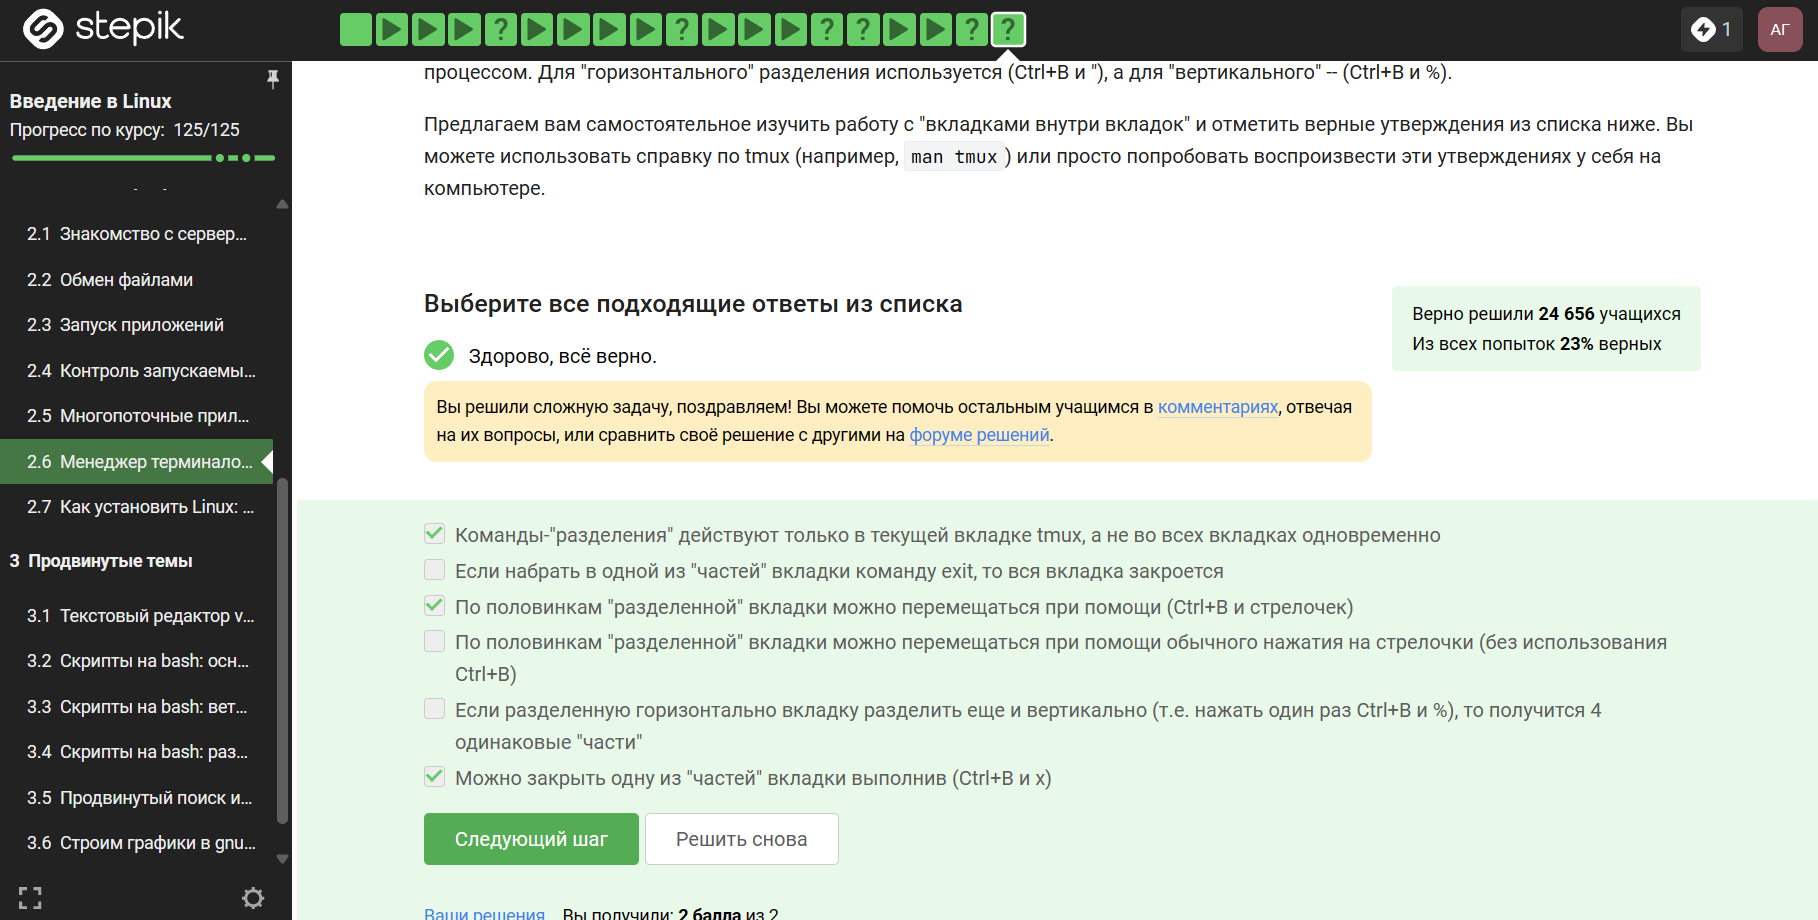 stepik
1
АГ
Введение в Linux
Прогресс по курсу: 125/125
2.1 Знакомство с сервер...
2.2 Обмен файлами
2.3 Запуск приложений
2.4 Контроль запускаемы...
2.5 Многопоточные прил...
2.6 Менеджер терминало...
2.7 Как установить Linux: ...
3 Продвинутые темы
3.1 Текстовый редактор v...
3.2 Скрипты на bash: осн...
3.3 Скрипты на bash: вет...
3.4 Скрипты на bash: раз...
3.5 Продвинутый поиск и...
3.6 Строим графики в gnu...
процессом. Для "горизонтального" разделения используется (Ctrl+B и "), а для "вертикального" -- (Ctrl+B и %).
Предлагаем вам самостоятельное изучить работу с "вкладками внутри вкладок" и отметить верные утверждения из списка ниже. Вы
можете использовать справку по tmux (например, man tmux) или просто попробовать воспроизвести эти утверждениях у себя на
компьютере.
Выберите все подходящие ответы из списка
Верно решили 24 656 учащихся
Из всех попыток 23% верных
Здорово, всё верно.
Вы решили сложную задачу, поздравляем! Вы можете помочь остальным учащимся в комментариях, отвечая
на их вопросы, или сравнить своё решение с другими на форуме решений.
Команды-"разделения" действуют только в текущей вкладке tmux, а не во всех вкладках одновременно
Если набрать в одной из "частей" вкладки команду exit, то вся вкладка закроется
По половинкам "разделенной" вкладки можно перемещаться при помощи (Ctrl+B и стрелочек)
По половинкам "разделенной" вкладки можно перемещаться при помощи обычного нажатия на стрелочки (без использования
Ctrl+B)
Если разделенную горизонтально вкладку разделить еще и вертикально (т.е. нажать один раз Ctrl+B и %), то получится 4
одинаковые "части"
Можно закрыть одну из "частей" вкладки выполнив (Ctrl+B и x)
Следующий шаг
Решить снова
Ваши решения Вы получили: 2 балла из 2